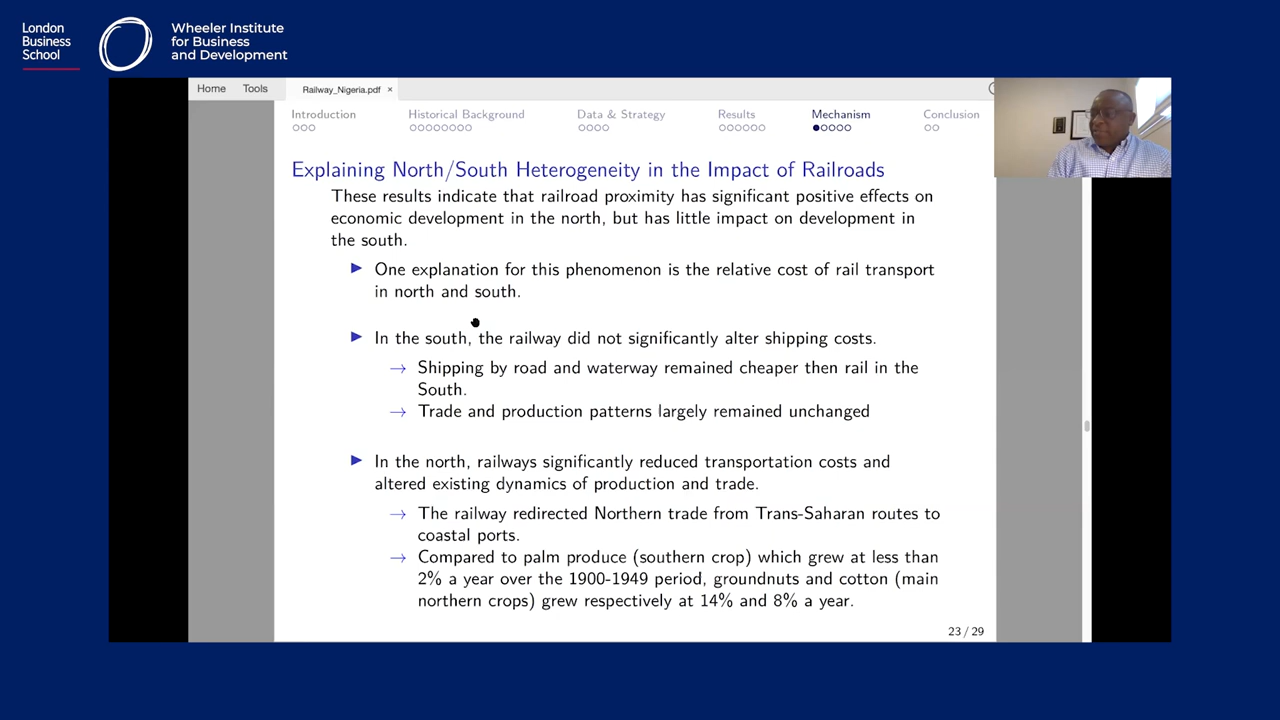 London
Business
School
Wheeler Institute
for Business
and Development
Home Tools Railway_Nigeria.pdf ×
Introduction Historical Background Data & Strategy Results Mechanism Conclusion
Explaining North/South Heterogeneity in the Impact of Railroads
These results indicate that railroad proximity has significant positive effects on
economic development in the north, but has little impact on development in
the south.
▶ One explanation for this phenomenon is the relative cost of rail transport
in north and south.
▶ In the south, the railway did not significantly alter shipping costs.
→ Shipping by road and waterway remained cheaper then rail in the
South.
→ Trade and production patterns largely remained unchanged
▶ In the north, railways significantly reduced transportation costs and
altered existing dynamics of production and trade.
→ The railway redirected Northern trade from Trans-Saharan routes to
coastal ports.
→ Compared to palm produce (southern crop) which grew at less than
2% a year over the 1900-1949 period, groundnuts and cotton (main
northern crops) grew respectively at 14% and 8% a year.
23 / 29